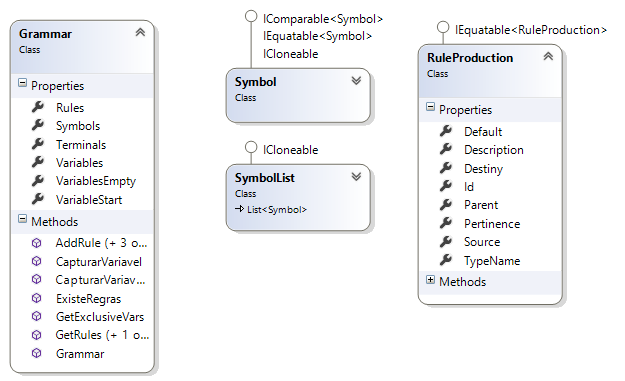 Grammar
Class
Properties
Rules
Symbols
Terminals
Variables
VariablesEmpty
VariableStart
Methods
AddRule (+ 3 o...
CapturarVariavel
CapturarVariav...
ExisteRegras
GetExclusiveVars
GetRules (+ 1 o...
Grammar
IComparable<Symbol>
IEquatable<Symbol>
ICloneable
Symbol
Class
ICloneable
SymbolList
Class
List<Symbol>
IEquatable<RuleProduction>
RuleProduction
Class
Properties
Default
Description
Destiny
Id
Parent
Pertinence
Source
TypeName
Methods